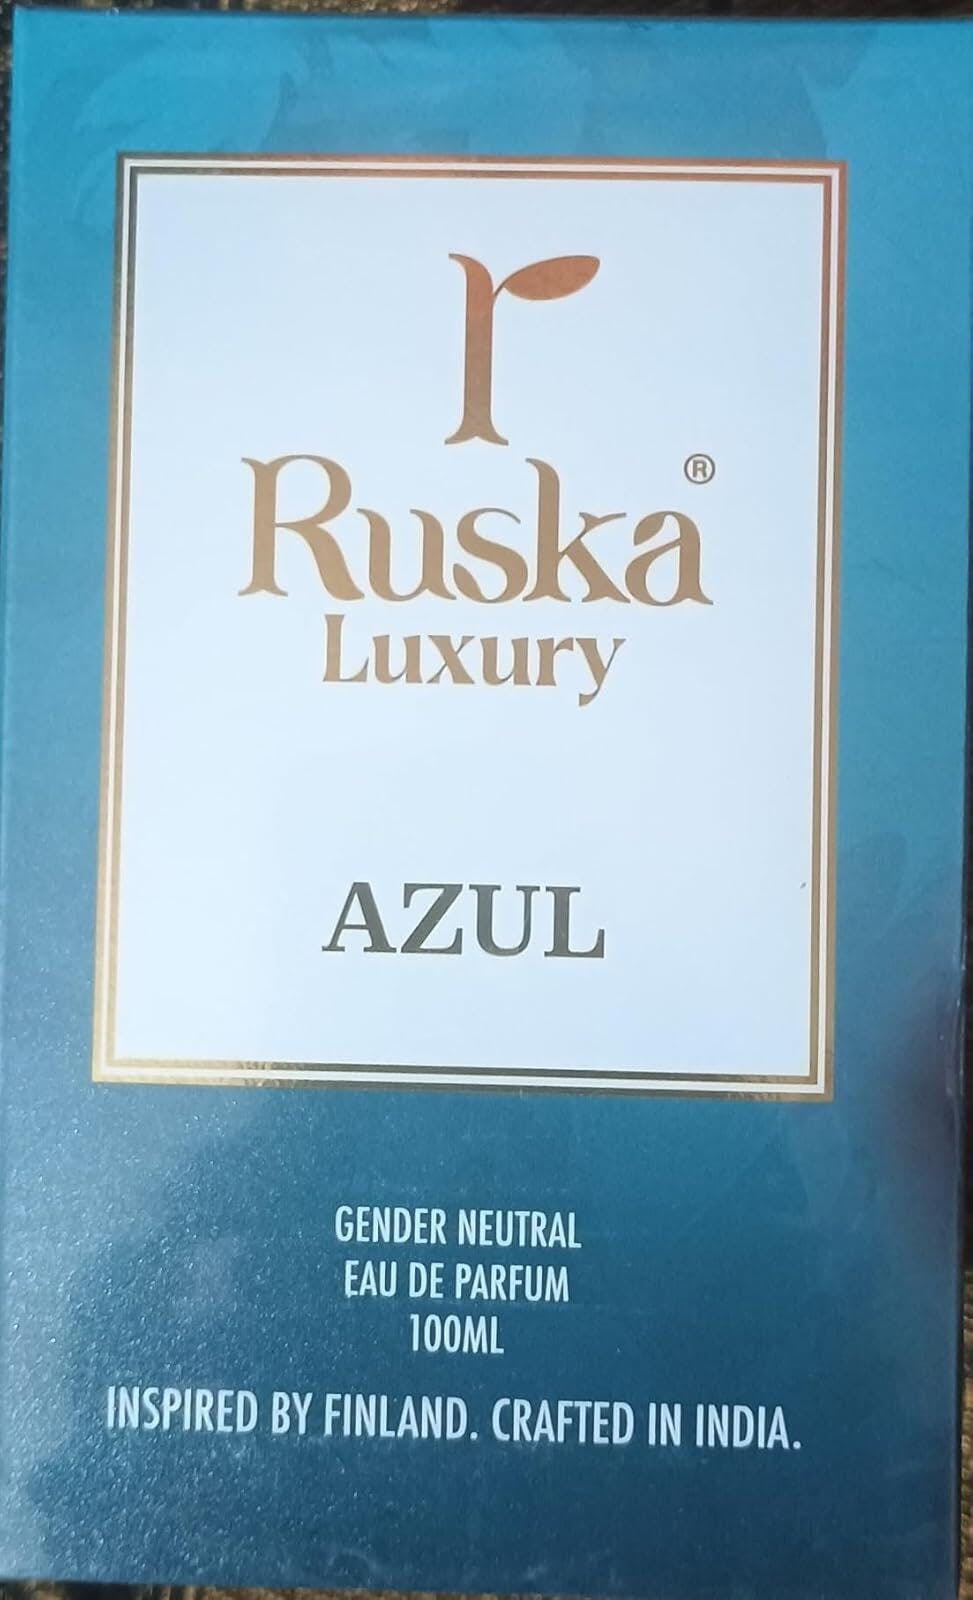 r
Ruska®
Luxury
AZUL
GENDER NEUTRAL
EAU DE PARFUM
100ML
INSPIRED BY FINLAND. CRAFTED IN INDIA.